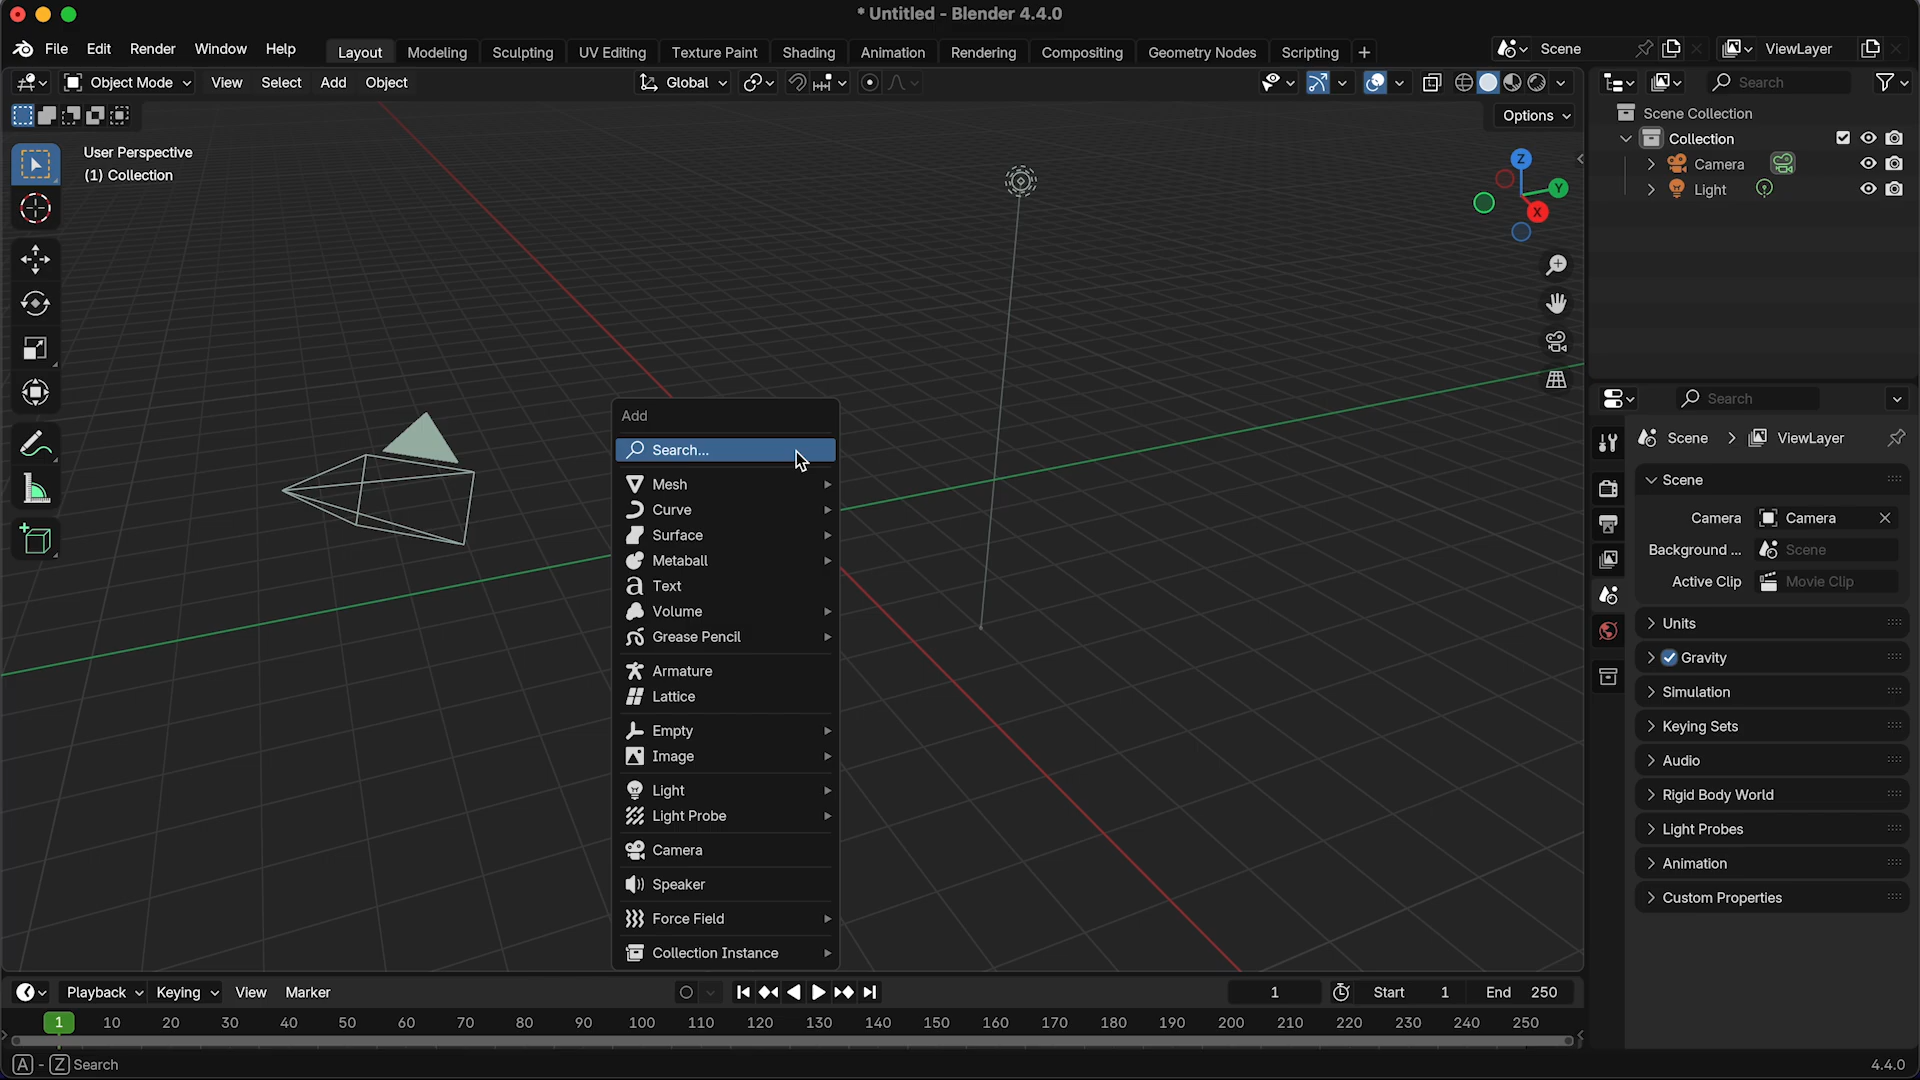 * Untitled - Blender 4.4.0
File Edit Render Window Help Layout Modeling Sculpting UV Editing Texture Paint Shading Animation Rendering Compositing Geometry Nodes Scripting + Scene ViewLayer
Object Mode View Select Add Object Global Search
Options
User Perspective
(1) Collection
Z
Y
X
Scene Collection
Collection
Camera
Light
Add
Search...
Mesh
Curve
Surface
Metaball
Text
Volume
Grease Pencil
Armature
Lattice
Empty
Image
Light
Light Probe
Camera
Speaker
Force Field
Collection Instance
Search
Scene ViewLayer
Scene
Camera Camera
Background ... Scene
Active Clip Movie Clip
Units
Gravity
Simulation
Keying Sets
Audio
Rigid Body World
Light Probes
Animation
Custom Properties
Playback Keying View Marker 1 Start 1 End 250
1 10 20 30 40 50 60 70 80 90 100 110 120 130 140 150 160 170 180 190 200 210 220 230 240 250
A - Z Search 4.4.0